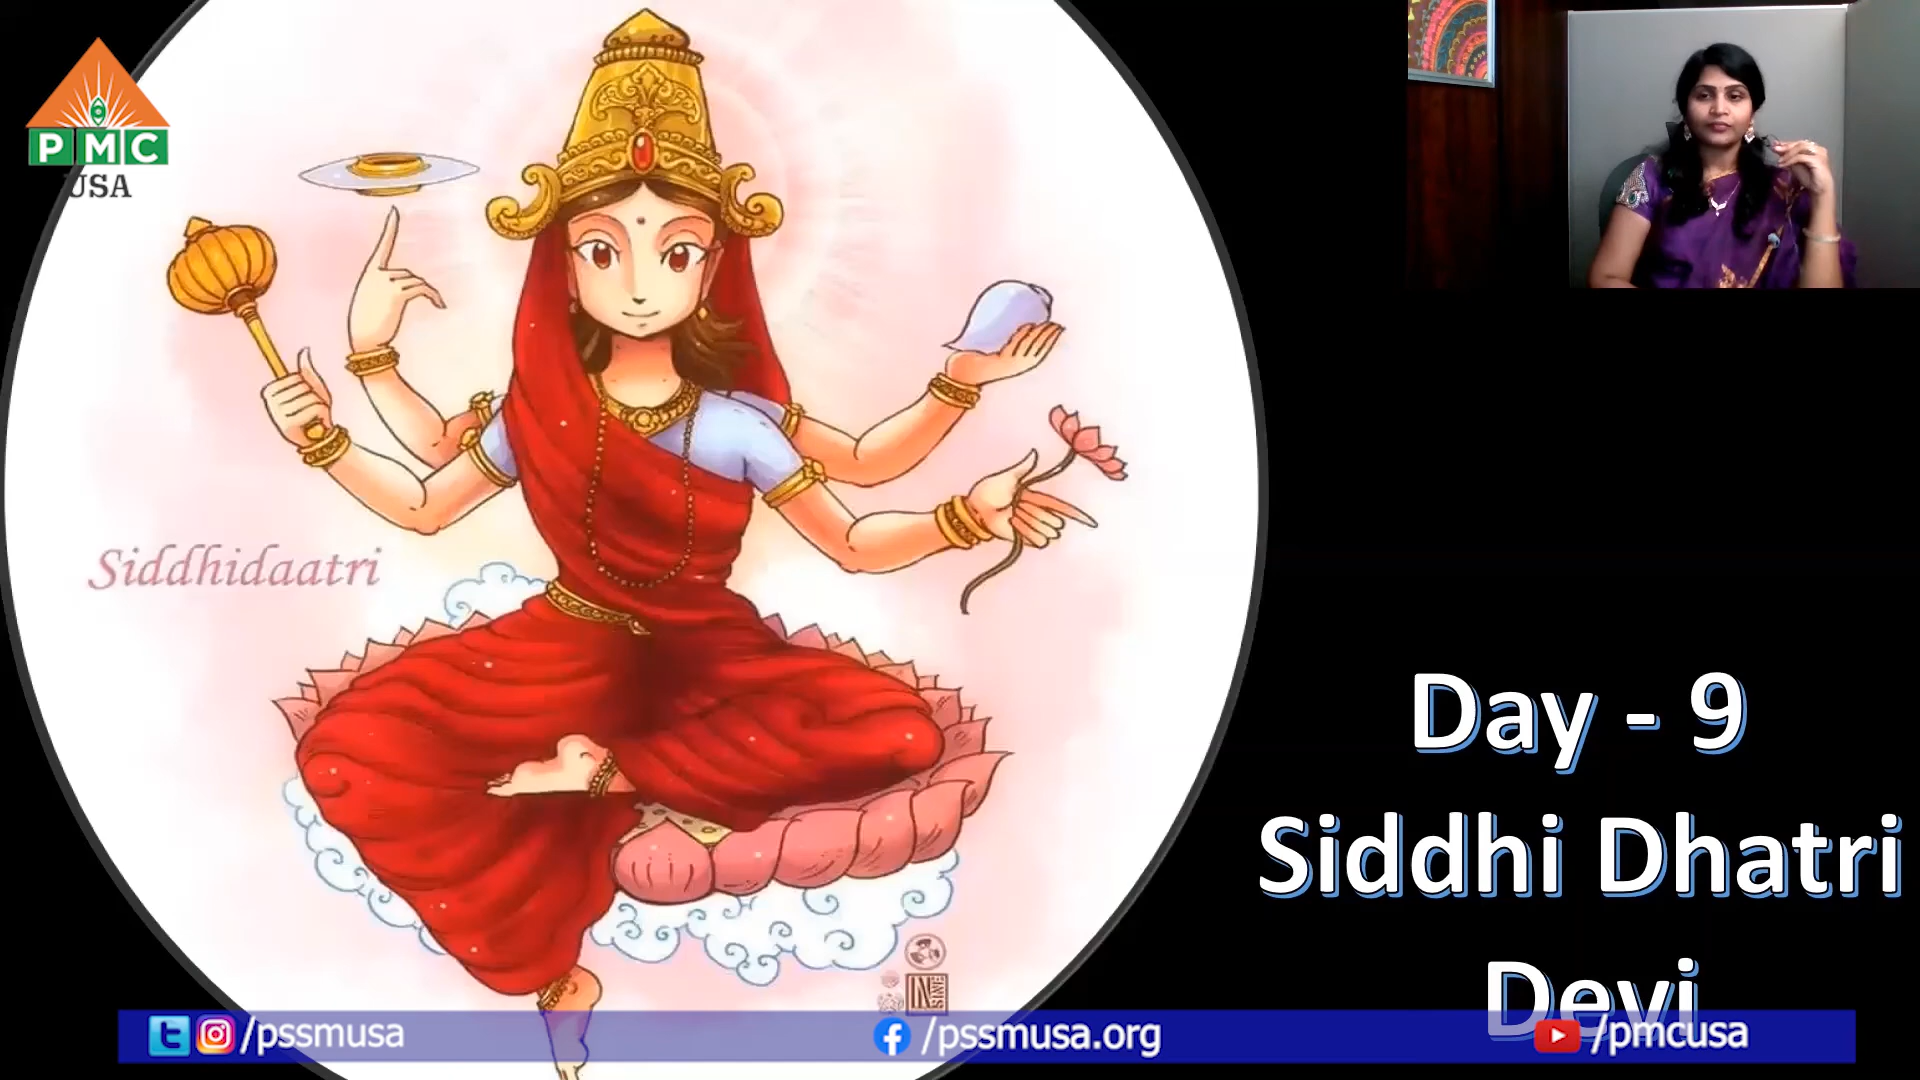 PMC
USA
Siddhidaatri
Day - 9
Siddhi Dhatri
Devi
/pssmusa
/pssmusa.org
/pmcusa